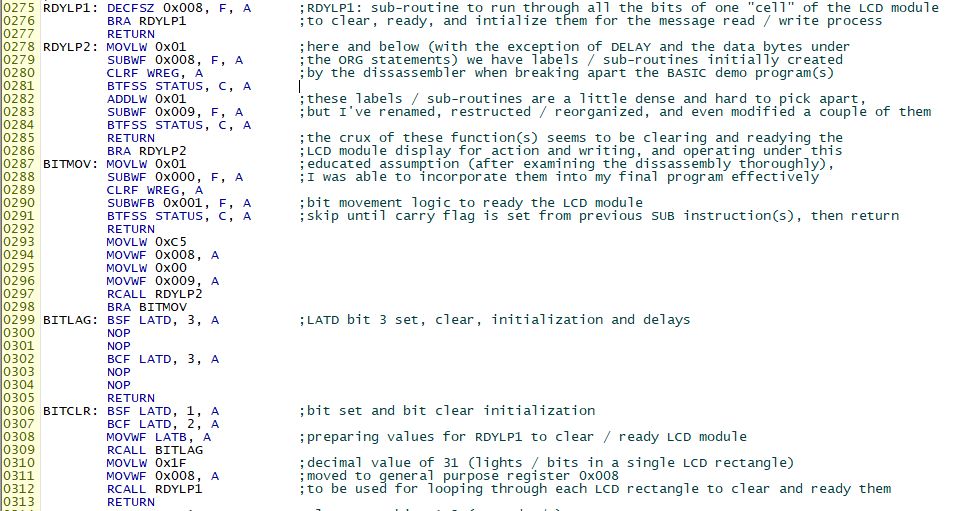 0275 RDYLP1: DECFSZ 0x008, F, A ;RDYLP1: sub-routine to run through all the bits of one "cell" of the LCD module
0276 BRA RDYLP1 ;to clear, ready, and intialize them for the message read / write process
0277 RETURN
0278 RDYLP2: MOVLW 0x01 ;here and below (with the exception of DELAY and the data bytes under
0279 SUBWF 0x008, F, A ;the ORG statements) we have labels / sub-routines initially created
0280 CLRF WREG, A ;by the dissassembler when breaking apart the BASIC demo program(s)
0281 BTFSS STATUS, C, A
0282 ADDLW 0x01 ;these labels / sub-routines are a little dense and hard to pick apart,
0283 SUBWF 0x009, F, A ;but I've renamed, restructed / reorganized, and even modified a couple of them
0284 BTFSS STATUS, C, A
0285 RETURN ;the crux of these function(s) seems to be clearing and readying the
0286 BRA RDYLP2 ;LCD module display for action and writing, and operating under this
0287 BITMOV: MOVLW 0x01 ;educated assumption (after examining the dissassembly thoroughly),
0288 SUBWF 0x000, F, A ;I was able to incorporate them into my final program effectively
0289 CLRF WREG, A
0290 SUBWFB 0x001, F, A ;bit movement logic to ready the LCD module
0291 BTFSS STATUS, C, A ;skip until carry flag is set from previous SUB instruction(s), then return
0292 RETURN
0293 MOVLW 0xC5
0294 MOVWF 0x008, A
0295 MOVLW 0x00
0296 MOVWF 0x009, A
0297 RCALL RDYLP2
0298 BRA BITMOV
0299 BITLAG: BSF LATD, 3, A ;LATD bit 3 set, clear, initialization and delays
0300 NOP
0301 NOP
0302 BCF LATD, 3, A
0303 NOP
0304 NOP
0305 RETURN
0306 BITCLR: BSF LATD, 1, A ;bit set and bit clear initialization
0307 BCF LATD, 2, A
0308 MOVWF LATB, A ;preparing values for RDYLP1 to clear / ready LCD module
0309 RCALL BITLAG
0310 MOVLW 0x1F ;decimal value of 31 (lights / bits in a single LCD rectangle)
0311 MOVWF 0x008, A ;moved to general purpose register 0x008
0312 RCALL RDYLP1 ;to be used for looping through each LCD rectangle to clear and ready them
0313 RETURN